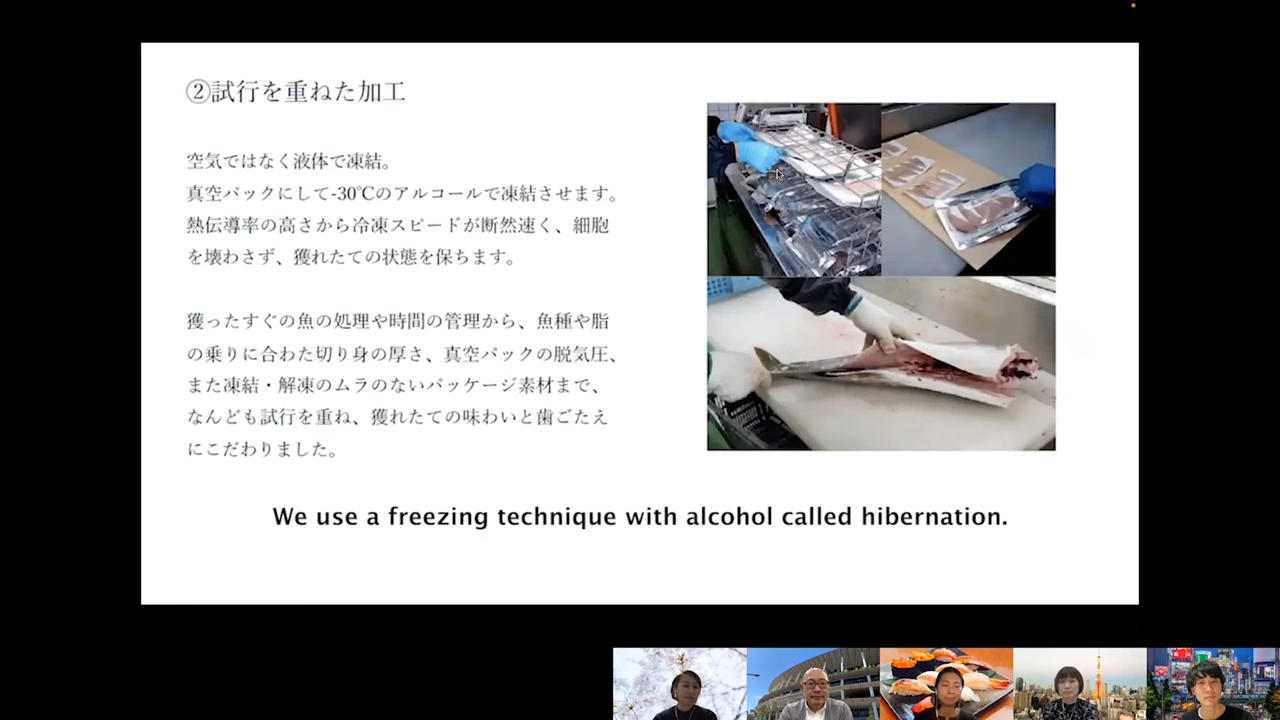 ②試行を重ねた加工
空気ではなく液体で凍結。
真空パックにして-30℃のアルコールで凍結させます。
熱伝導率の高さから冷凍スピードが断然速く、細胞
を壊わさず、獲れたての状態を保ちます。
獲ったすぐの魚の処理や時間の管理から、魚種や脂
の乗りに合わた切り身の厚さ、真空パックの脱気圧、
また凍結・解凍のムラのないパッケージ素材まで、
なんども試行を重ね、獲れたての味わいと歯ごたえ
にこだわりました。
We use a freezing technique with alcohol called hibernation.